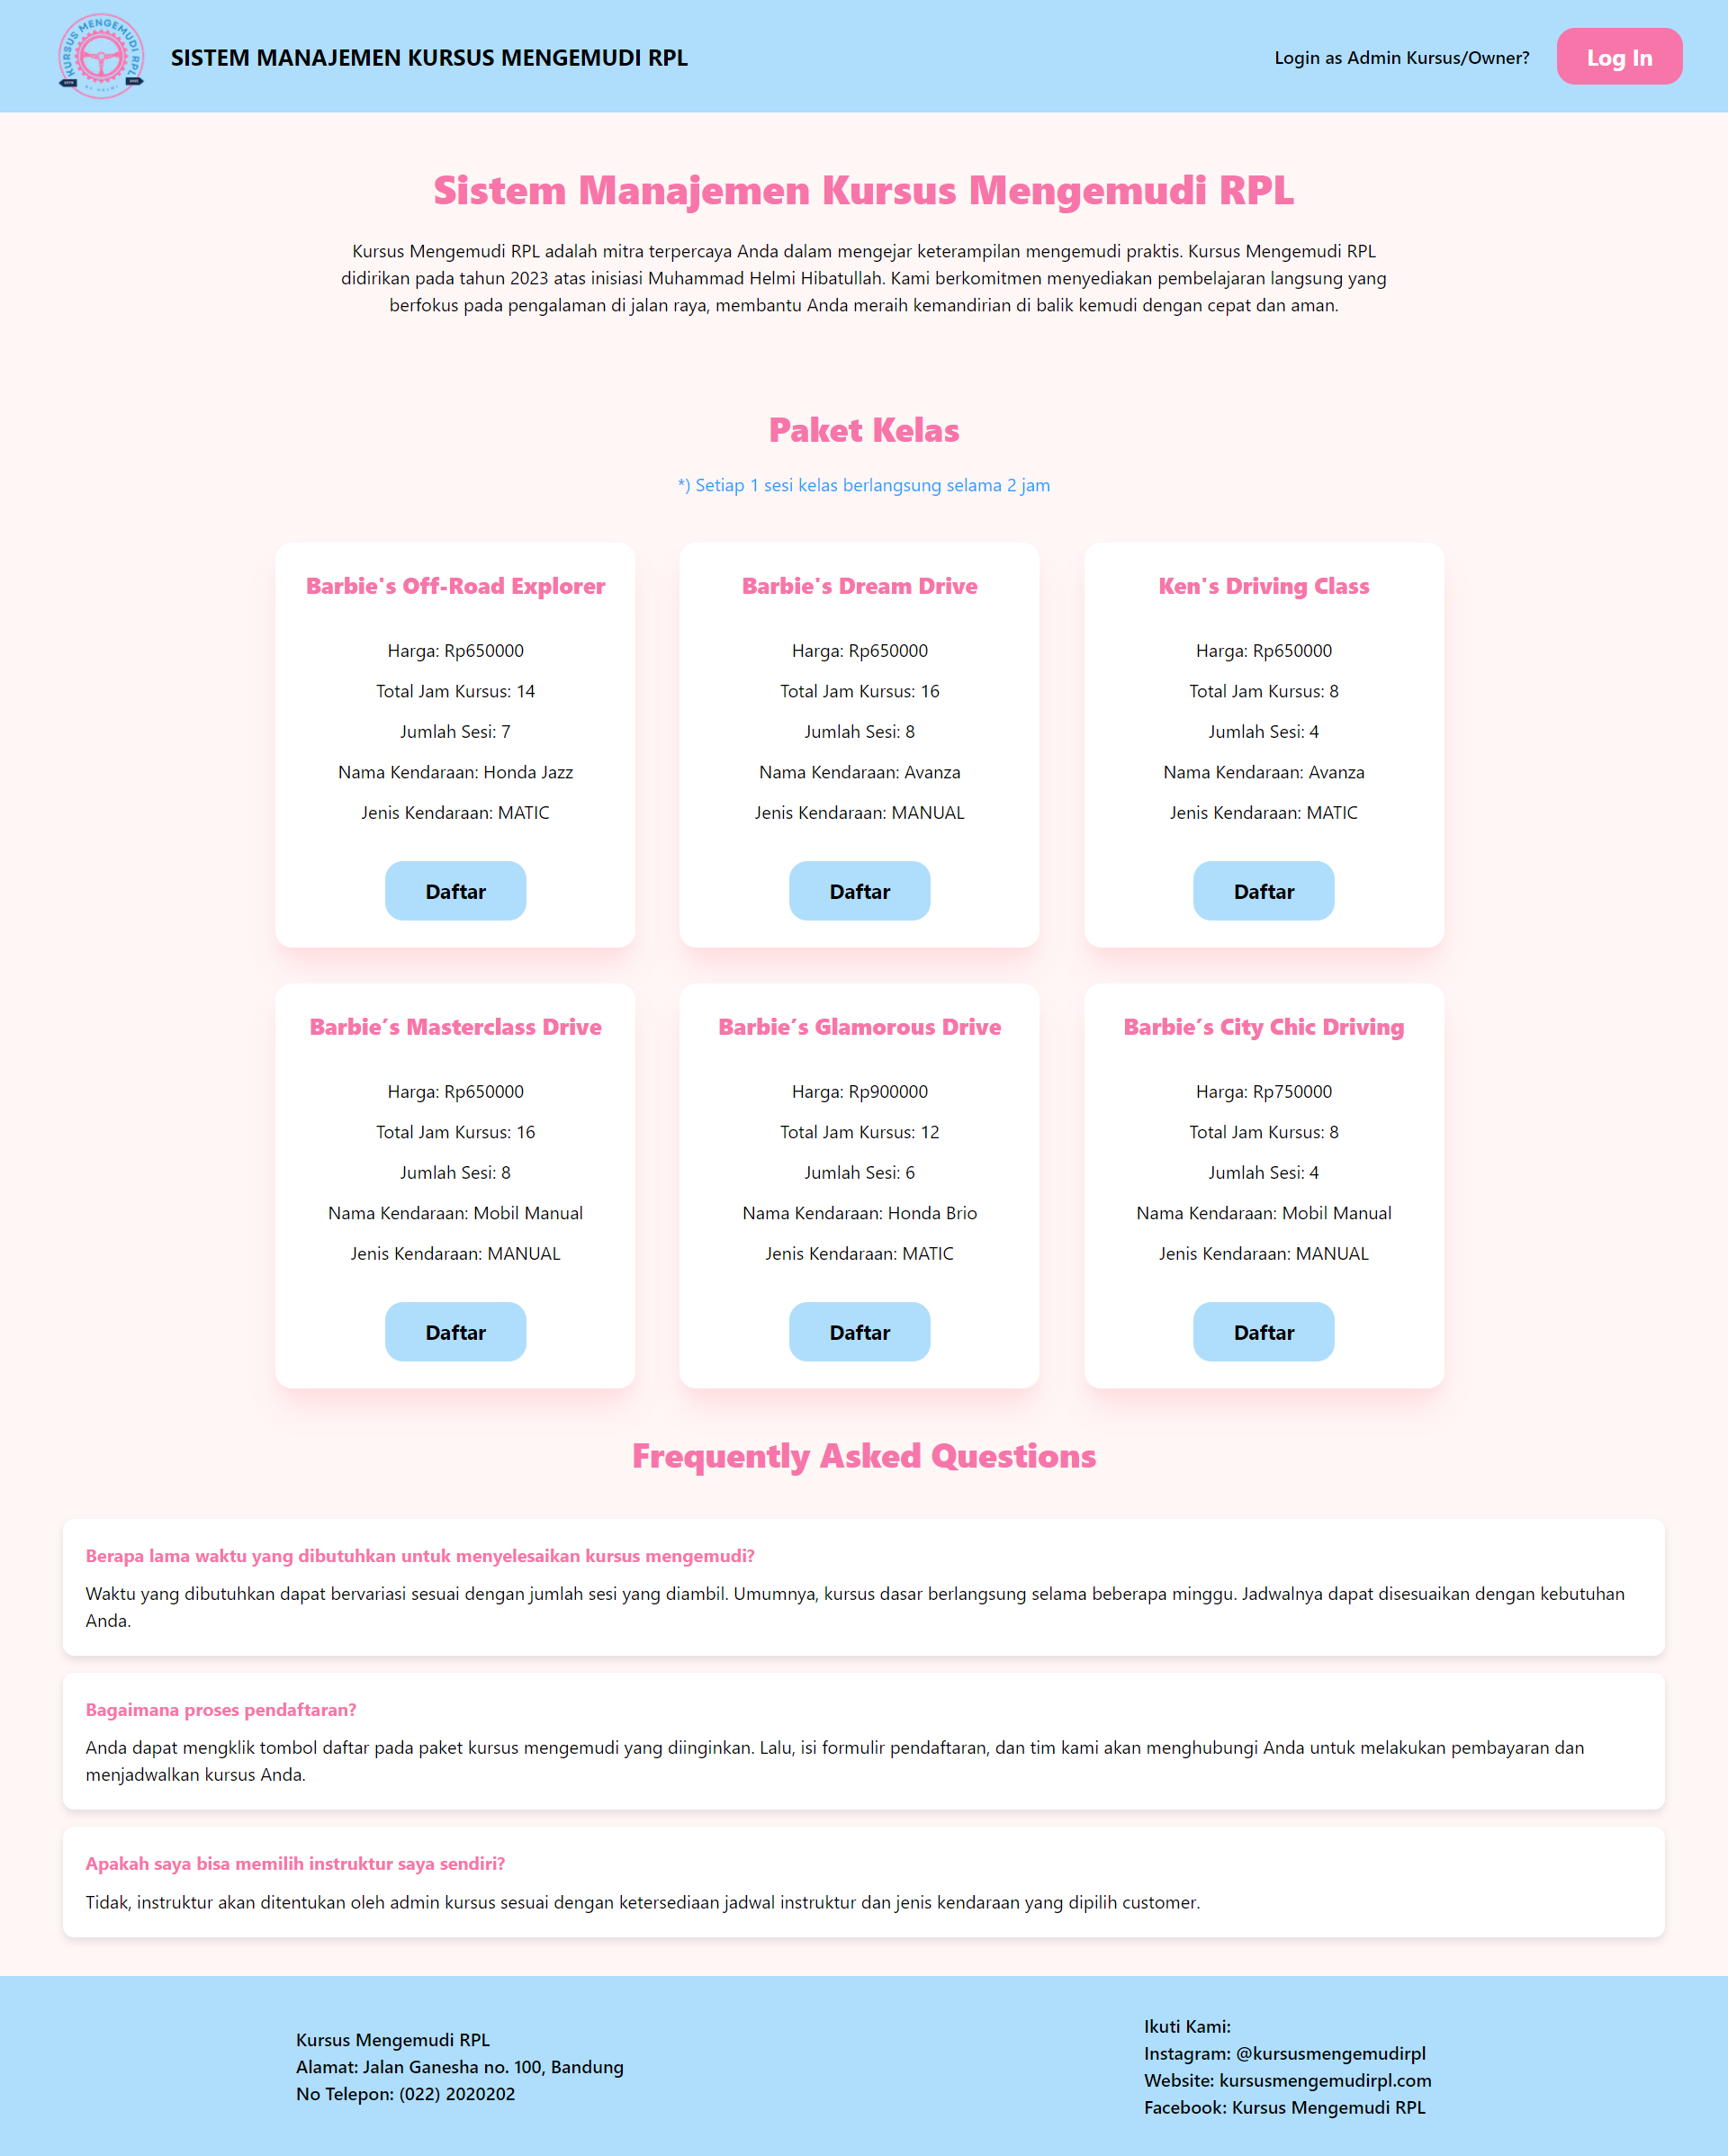 KURSUS MENGEMUDI RPL
BY HELMI
SISTEM MANAJEMEN KURSUS MENGEMUDI RPL
Login as Admin Kursus/Owner?
Log In
Sistem Manajemen Kursus Mengemudi RPL
Kursus Mengemudi RPL adalah mitra terpercaya Anda dalam mengejar keterampilan mengemudi praktis. Kursus Mengemudi RPL
didirikan pada tahun 2023 atas inisiasi Muhammad Helmi Hibatullah. Kami berkomitmen menyediakan pembelajaran langsung yang
berfokus pada pengalaman di jalan raya, membantu Anda meraih kemandirian di balik kemudi dengan cepat dan aman.
Paket Kelas
*) Setiap 1 sesi kelas berlangsung selama 2 jam
Barbie's Off-Road Explorer
Harga: Rp650000
Total Jam Kursus: 14
Jumlah Sesi: 7
Nama Kendaraan: Honda Jazz
Jenis Kendaraan: MATIC
Daftar
Barbie's Dream Drive
Harga: Rp650000
Total Jam Kursus: 16
Jumlah Sesi: 8
Nama Kendaraan: Avanza
Jenis Kendaraan: MANUAL
Daftar
Ken's Driving Class
Harga: Rp650000
Total Jam Kursus: 8
Jumlah Sesi: 4
Nama Kendaraan: Avanza
Jenis Kendaraan: MATIC
Daftar
Barbie’s Masterclass Drive
Harga: Rp650000
Total Jam Kursus: 16
Jumlah Sesi: 8
Nama Kendaraan: Mobil Manual
Jenis Kendaraan: MANUAL
Daftar
Barbie’s Glamorous Drive
Harga: Rp900000
Total Jam Kursus: 12
Jumlah Sesi: 6
Nama Kendaraan: Honda Brio
Jenis Kendaraan: MATIC
Daftar
Barbie’s City Chic Driving
Harga: Rp750000
Total Jam Kursus: 8
Jumlah Sesi: 4
Nama Kendaraan: Mobil Manual
Jenis Kendaraan: MANUAL
Daftar
Frequently Asked Questions
Berapa lama waktu yang dibutuhkan untuk menyelesaikan kursus mengemudi?
Waktu yang dibutuhkan dapat bervariasi sesuai dengan jumlah sesi yang diambil. Umumnya, kursus dasar berlangsung selama beberapa minggu. Jadwalnya dapat disesuaikan dengan kebutuhan
Anda.
Bagaimana proses pendaftaran?
Anda dapat mengklik tombol daftar pada paket kursus mengemudi yang diinginkan. Lalu, isi formulir pendaftaran, dan tim kami akan menghubungi Anda untuk melakukan pembayaran dan
menjadwalkan kursus Anda.
Apakah saya bisa memilih instruktur saya sendiri?
Tidak, instruktur akan ditentukan oleh admin kursus sesuai dengan ketersediaan jadwal instruktur dan jenis kendaraan yang dipilih customer.
Kursus Mengemudi RPL
Alamat: Jalan Ganesha no. 100, Bandung
No Telepon: (022) 2020202
Ikuti Kami:
Instagram: @kursusmengemudirpl
Website: kursusmengemudirpl.com
Facebook: Kursus Mengemudi RPL